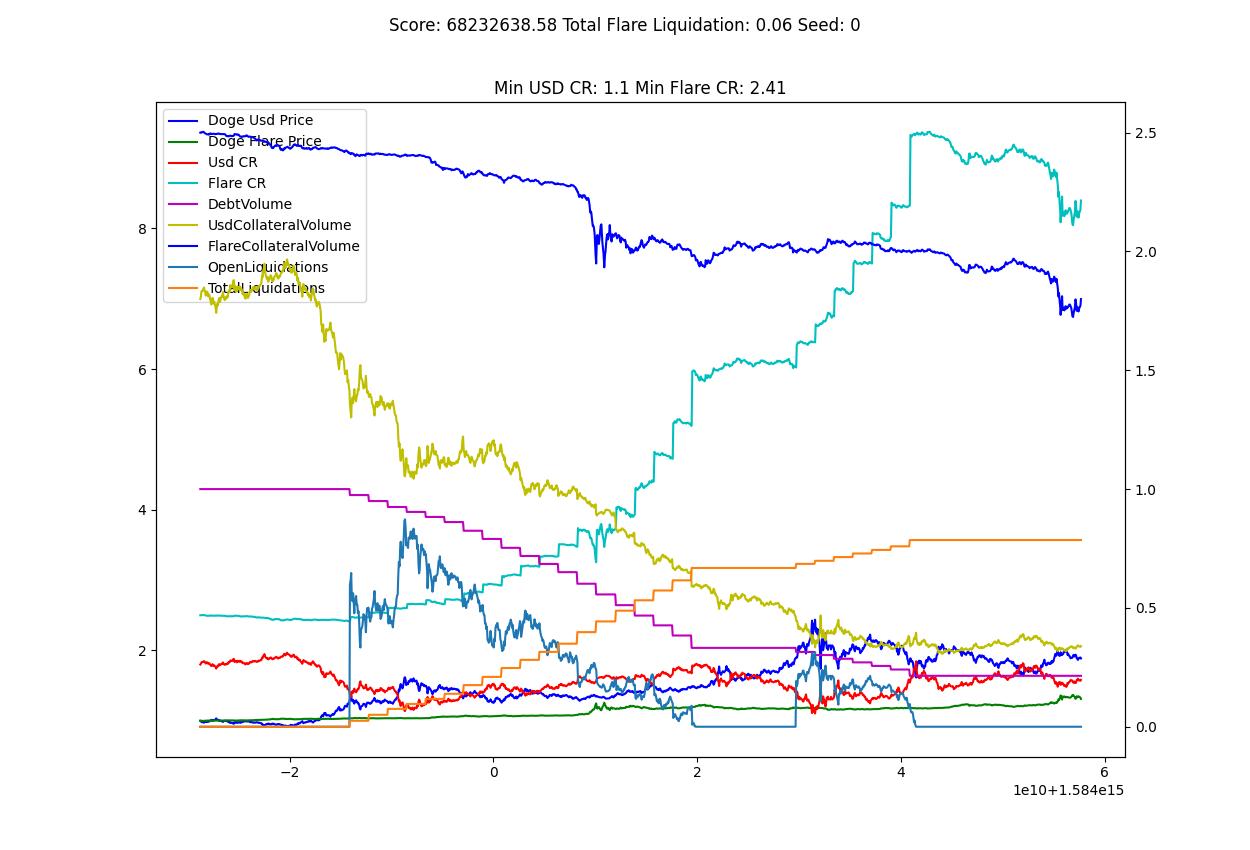 Score: 68232638.58 Total Flare Liquidation: 0.06 Seed: 0
Min USD CR: 1.1 Min Flare CR: 2.41
Doge Usd Price
Doge Flare Price
Usd CR
Flare CR
DebtVolume
UsdCollateralVolume
FlareCollateralVolume
OpenLiquidations
TotalLiquidations
8
6
4
2
2.5
2.0
1.5
1.0
0.5
0.0
−2 0 2 4 6
1e10+1.584e15